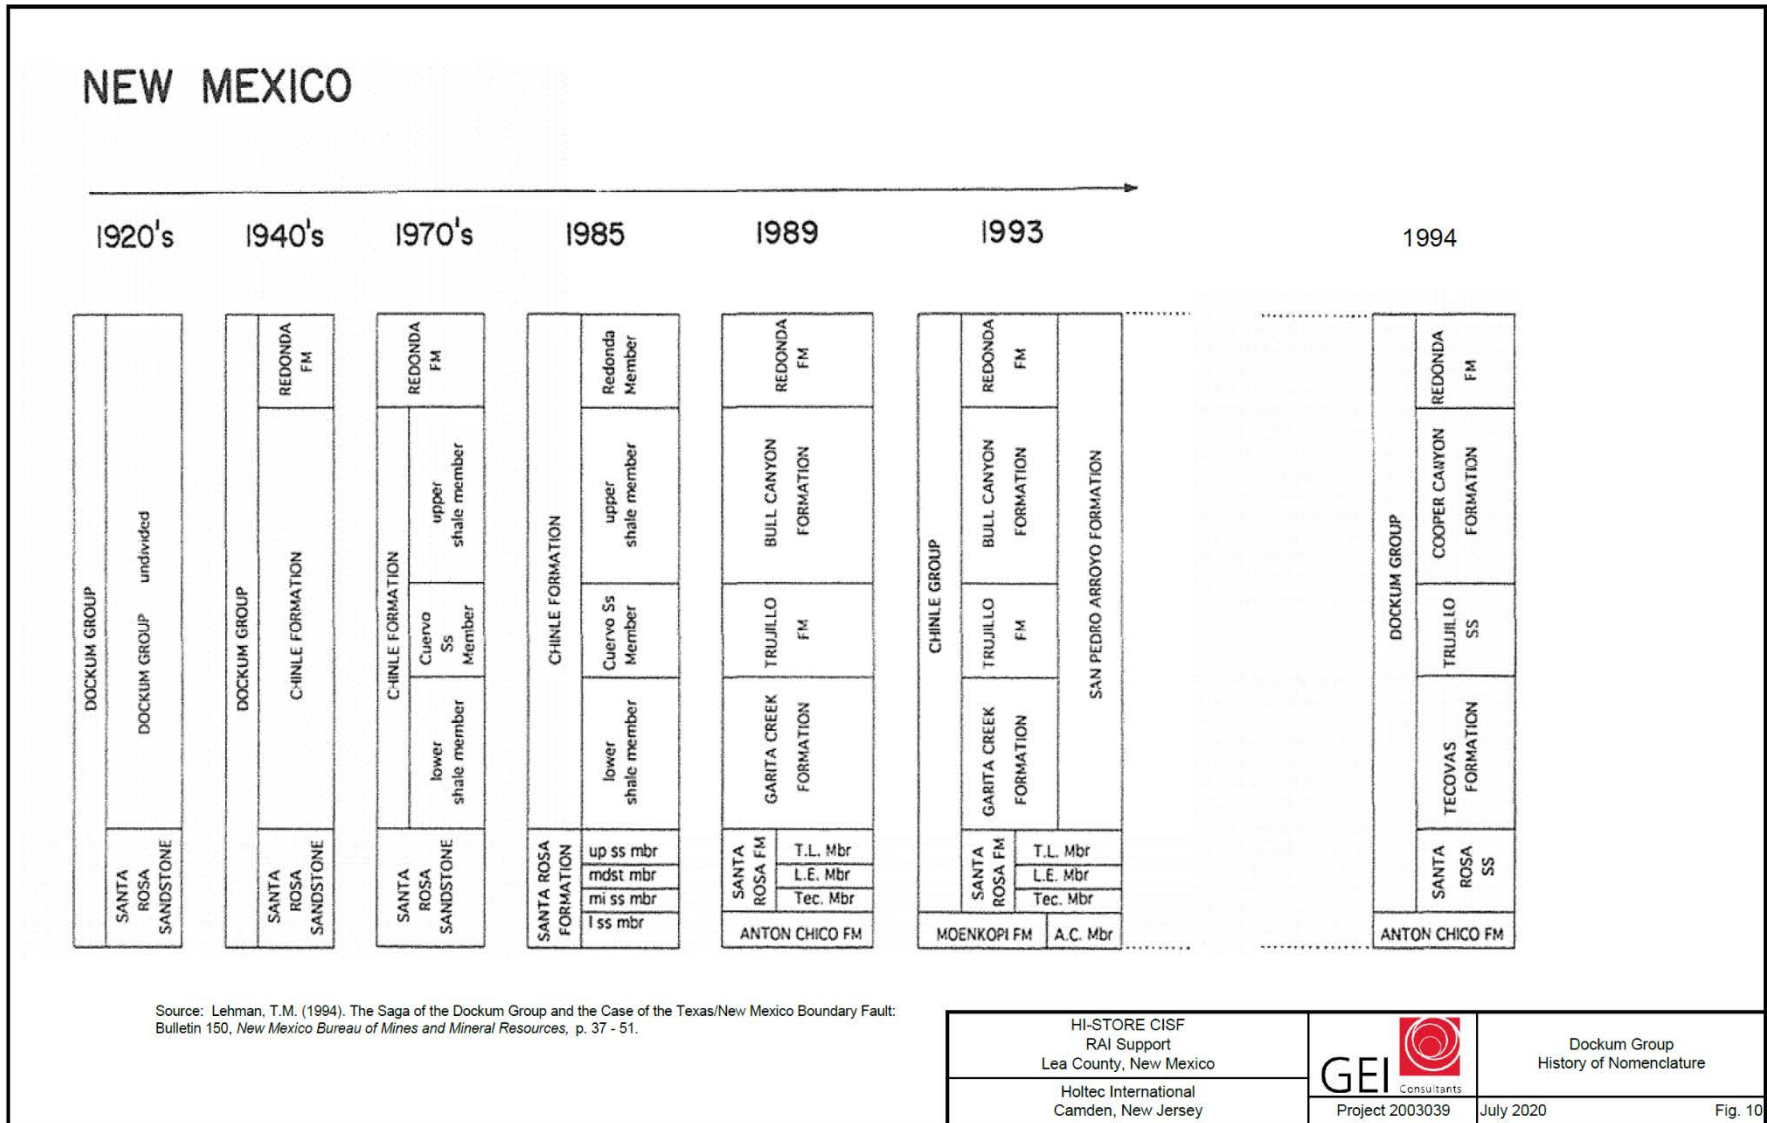 NEW MEXICO
1920's
1940's
1970's
1985
1989
1993
1994
DOCKUM GROUP
DOCKUM GROUP undivided
SANTA
ROSA
SANDSTONE
DOCKUM GROUP
REDONDA
FM
CHINLE FORMATION
SANTA
ROSA
SANDSTONE
REDONDA
FM
CHINLE FORMATION
upper
shale member
Cuervo
Ss
Member
lower
shale member
SANTA
ROSA
SANDSTONE
CHINLE FORMATION
Redonda
Member
upper
shale member
Cuervo Ss
Member
lower
shale member
SANTA ROSA
FORMATION
up ss mbr
mdst mbr
mi ss mbr
l ss mbr
REDONDA
FM
BULL CANYON
FORMATION
TRUJILLO
FM
GARITA CREEK
FORMATION
SANTA
ROSA FM
T.L. Mbr
L.E. Mbr
Tec. Mbr
ANTON CHICO FM
CHINLE GROUP
REDONDA
FM
BULL CANYON
FORMATION
TRUJILLO
FM
GARITA CREEK
FORMATION
SAN PEDRO ARROYO FORMATION
SANTA
ROSA FM
T.L. Mbr
L.E. Mbr
Tec. Mbr
MOENKOPI FM
A.C. Mbr
DOCKUM GROUP
REDONDA
FM
COOPER CANYON
FORMATION
TRUJILLO
SS
TECOVAS
FORMATION
SANTA
ROSA
SS
ANTON CHICO FM
Source: Lehman, T.M. (1994). The Saga of the Dockum Group and the Case of the Texas/New Mexico Boundary Fault:
Bulletin 150, New Mexico Bureau of Mines and Mineral Resources, p. 37 - 51.
HI-STORE CISF
RAI Support
Lea County, New Mexico
Holtec International
Camden, New Jersey
GEI Consultants
Project 2003039
Dockum Group
History of Nomenclature
July 2020
Fig. 10